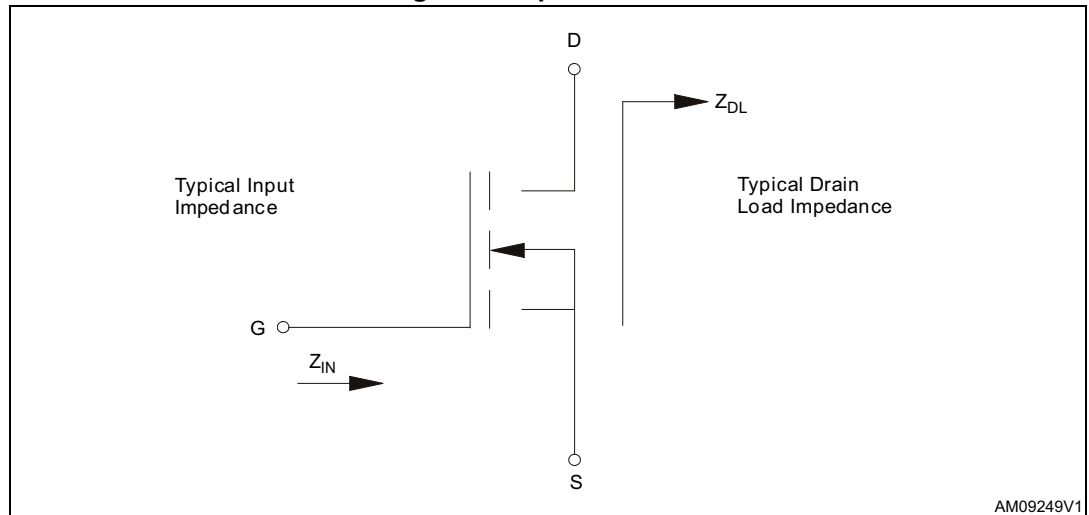 D
Z_DL
Typical Input
Impedance
Typical Drain
Load Impedance
G
Z_IN
S
AM09249V1